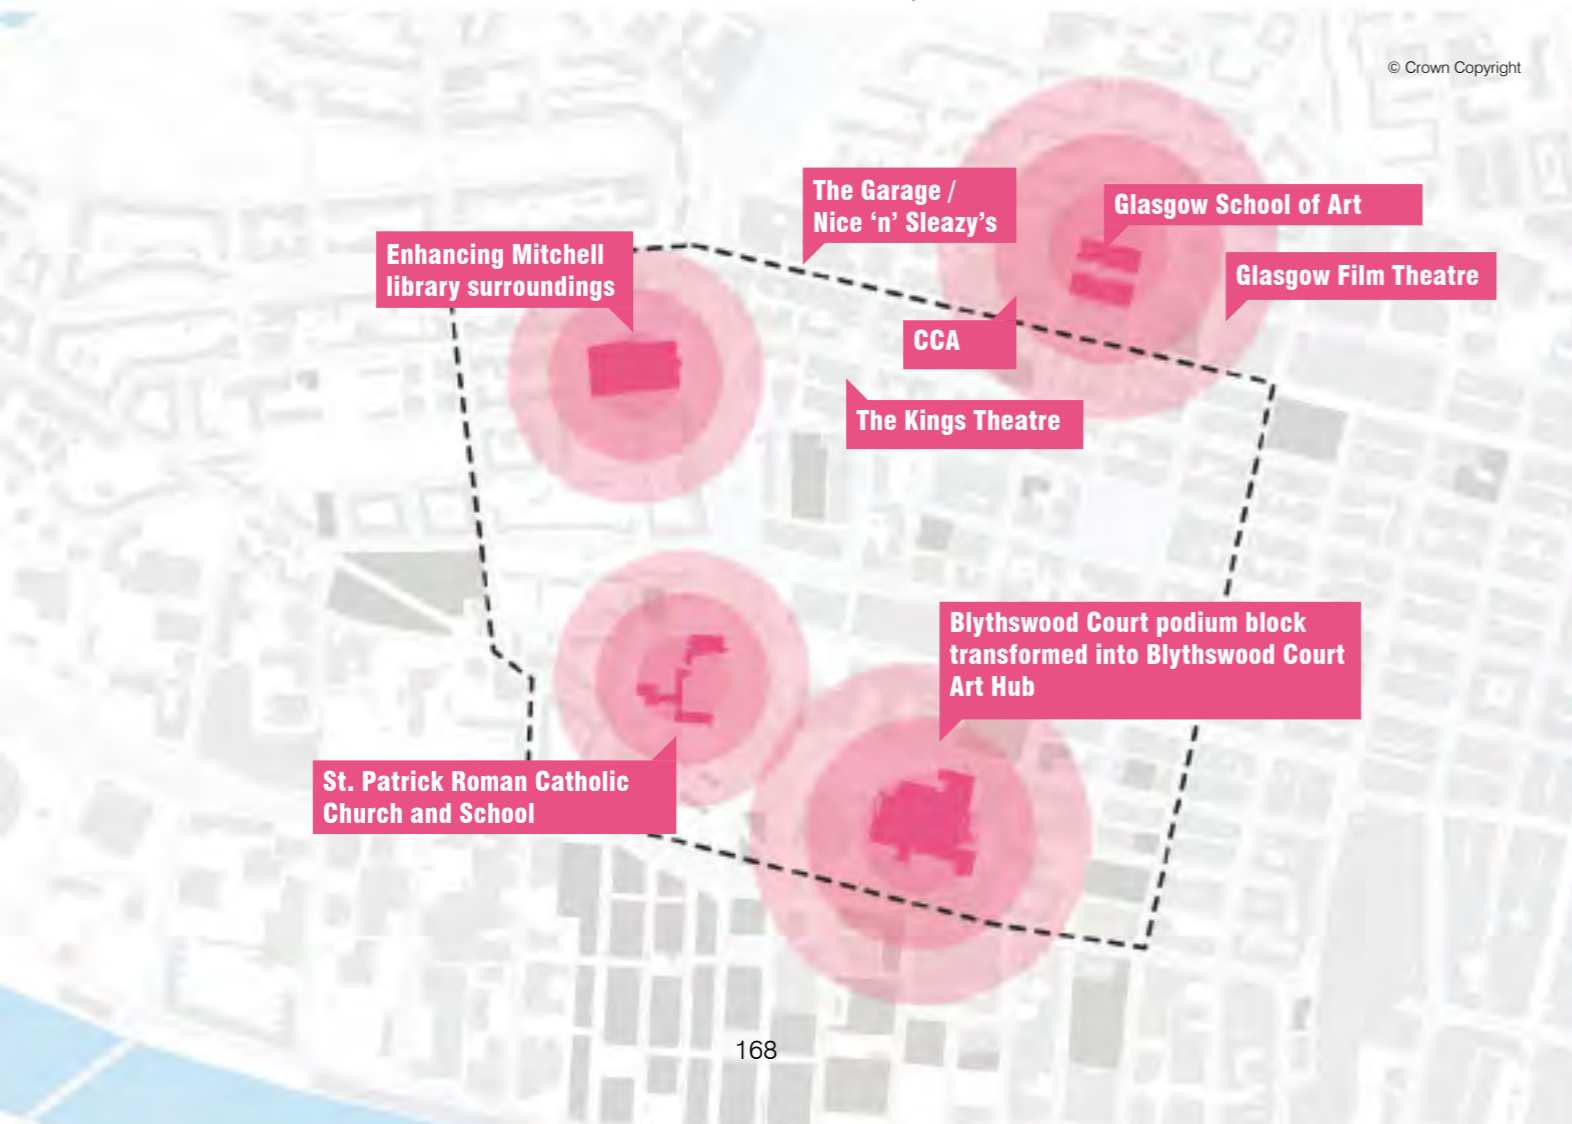 © Crown Copyright
The Garage /
Nice ‘n’ Sleazy’s
Glasgow School of Art
Enhancing Mitchell
library surroundings
Glasgow Film Theatre
CCA
The Kings Theatre
Blythswood Court podium block
transformed into Blythswood Court
Art Hub
St. Patrick Roman Catholic
Church and School
168